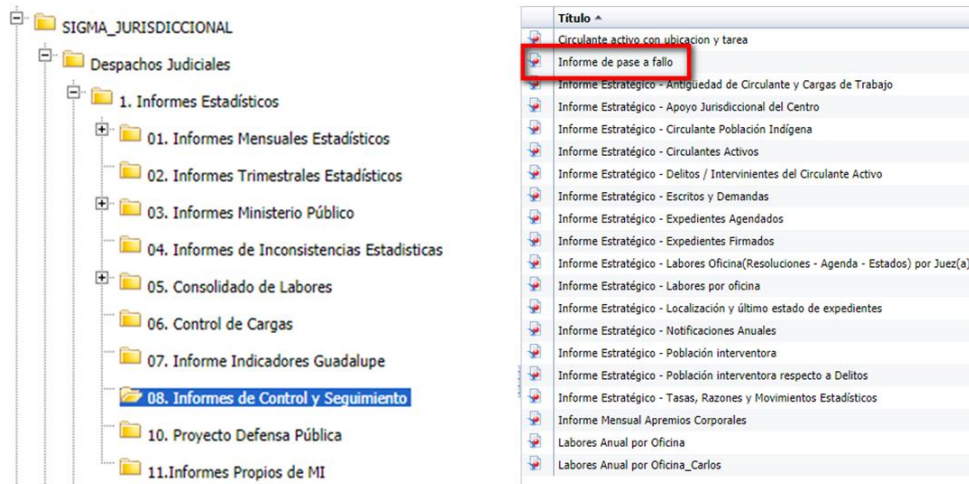 SIGMA_JURISDICCIONAL
Despachos Judiciales
1. Informes Estadísticos
01. Informes Mensuales Estadísticos
02. Informes Trimestrales Estadísticos
03. Informes Ministerio Público
04. Informes de Inconsistencias Estadisticas
05. Consolidado de Labores
06. Control de Cargas
07. Informe Indicadores Guadalupe
08. Informes de Control y Seguimiento
10. Proyecto Defensa Pública
11.Informes Propios de MI
Título
Circulante activo con ubicacion y tarea
Informe de pase a fallo
Informe Estratégico - Antigüedad de Circulante y Cargas de Trabajo
Informe Estratégico - Apoyo Jurisdiccional del Centro
Informe Estratégico - Circulante Población Indígena
Informe Estratégico - Circulantes Activos
Informe Estratégico - Delitos / Intervinientes del Circulante Activo
Informe Estratégico - Escritos y Demandas
Informe Estratégico - Expedientes Agendados
Informe Estratégico - Expedientes Firmados
Informe Estratégico - Labores Oficina(Resoluciones - Agenda - Estados) por Juez(a)
Informe Estratégico - Labores por oficina
Informe Estratégico - Localización y último estado de expedientes
Informe Estratégico - Notificaciones Anuales
Informe Estratégico - Población interventora
Informe Estratégico - Población interventora respecto a Delitos
Informe Estratégico - Tasas, Razones y Movimientos Estadísticos
Informe Mensual Apremios Corporales
Labores Anual por Oficina
Labores Anual por Oficina_Carlos